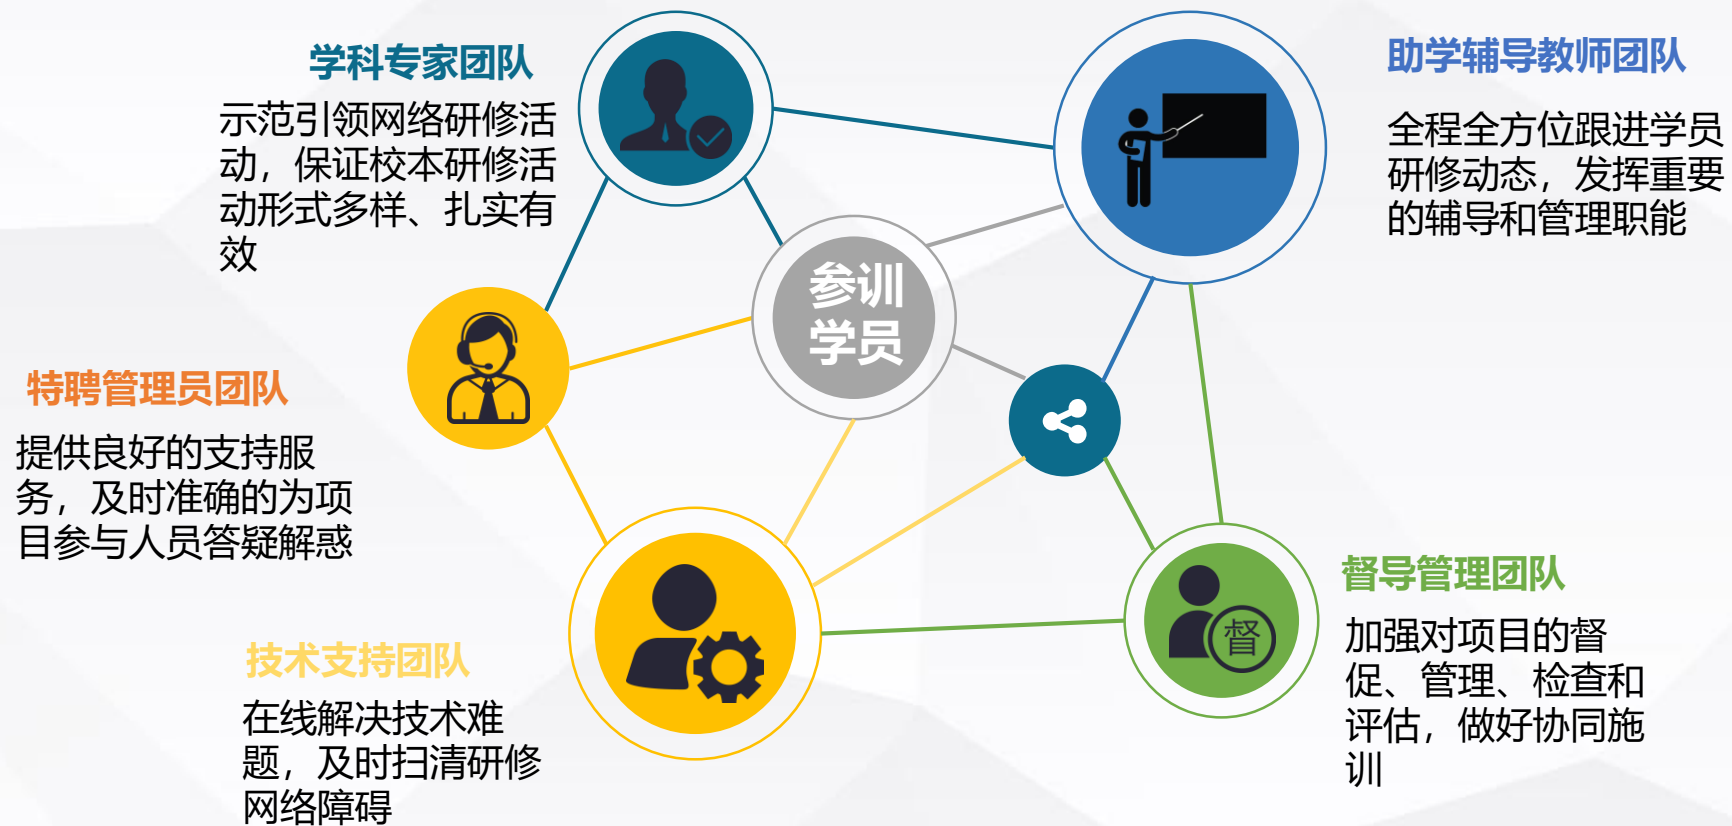 学科专家团队
示范引领网络研修活
动，保证校本研修活
动形式多样、扎实有
效
助学辅导教师团队
全程全方位跟进学员
研修动态，发挥重要
的辅导和管理职能
参训
学员
特聘管理员团队
提供良好的支持服
务，及时准确的为项
目参与人员答疑解惑
督导管理团队
加强对项目的督
促、管理、检查和
评估，做好协同施
训
督
技术支持团队
在线解决技术难
题，及时扫清研修
网络障碍